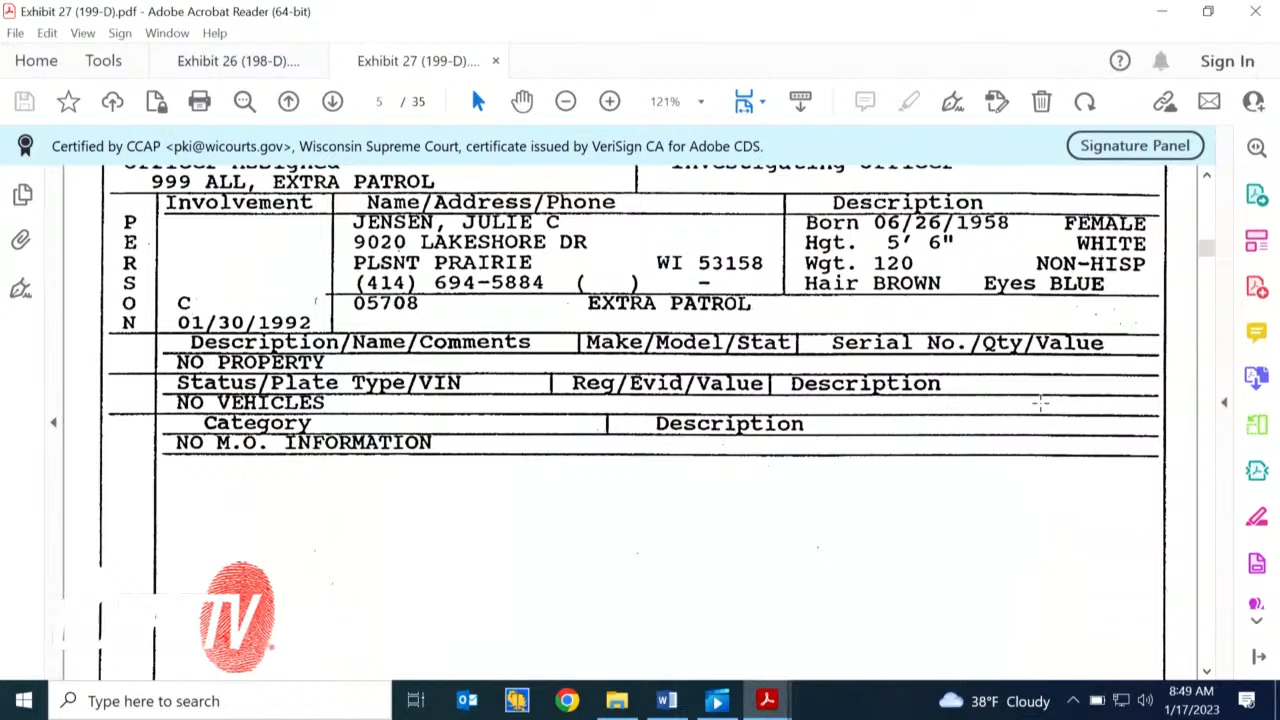 Exhibit 27 (199-D).pdf - Adobe Acrobat Reader (64-bit)
File Edit View Sign Window Help
Home Tools Exhibit 26 (198-D).... Exhibit 27 (199-D).... × Sign In
5 / 35 121%
Certified by CCAP <pki@wicourts.gov>, Wisconsin Supreme Court, certificate issued by VeriSign CA for Adobe CDS. Signature Panel
Officer Assigned Investigating Officer
999 ALL, EXTRA PATROL
Involvement Name/Address/Phone Description
JENSEN, JULIE C Born 06/26/1958 FEMALE
9020 LAKESHORE DR Hgt. 5' 6" WHITE
PLSNT PRAIRIE WI 53158 Wgt. 120 NON-HISP
(414) 694-5884 ( ) - Hair BROWN Eyes BLUE
PERSON
C 05708 EXTRA PATROL
01/30/1992
Description/Name/Comments Make/Model/Stat Serial No./Qty/Value
NO PROPERTY
Status/Plate Type/VIN Reg/Evid/Value Description
NO VEHICLES
Category Description
NO M.O. INFORMATION
TV
Type here to search 38°F Cloudy 8:49 AM
1/17/2023